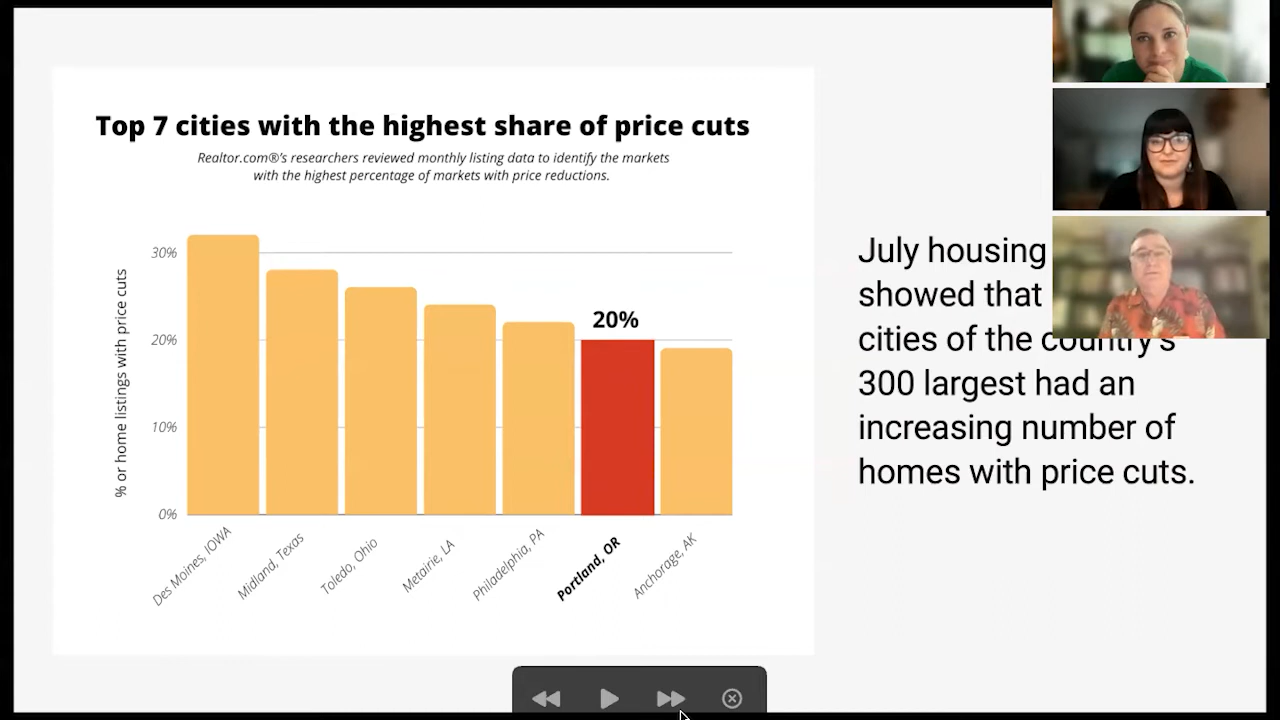 Top 7 cities with the highest share of price cuts
Realtor.com®'s researchers reviewed monthly listing data to identify the markets
with the highest percentage of markets with price reductions.
% or home listings with price cuts
30%
20%
10%
0%
20%
Des Moines, IOWA
Midland, Texas
Toledo, Ohio
Metairie, LA
Philadelphia, PA
Portland, OR
Anchorage, AK
July housing
showed that
cities of the country's
300 largest had an
increasing number of
homes with price cuts.